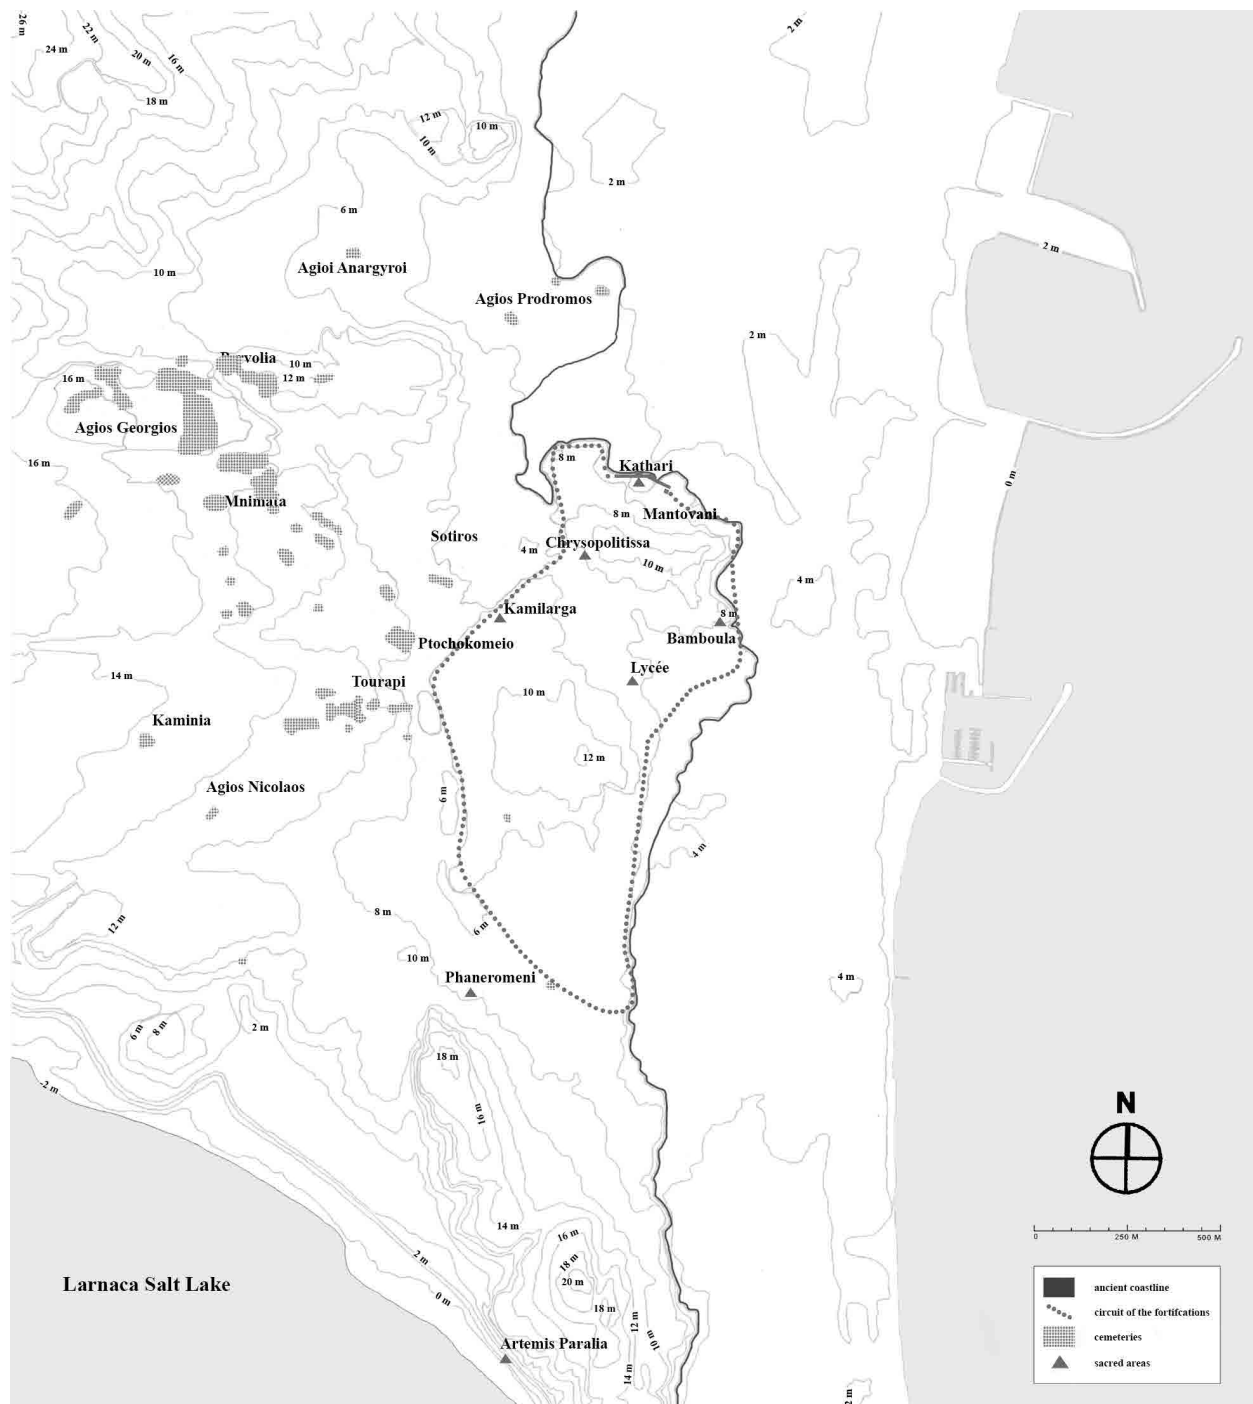 26 m
22 m
24 m
20 m
16 m
18 m
12 m
10 m
10 m
2 m
2 m
6 m
10 m
Agioi Anargyroi
2 m
Agios Prodromos
2 m
10 m
12 m
16 m
Agios Georgios
8 m
16 m
Kathari
0 m
Mnimata
8 m
Mantovani
Sotiros
4 m
Chrysopolitissa
10 m
4 m
Kamilarga
8 m
Ptochokomeio
Bamboula
Lycée
14 m
Tourapi
10 m
Kaminia
12 m
Agios Nicolaos
6 m
4 m
12 m
8 m
6 m
10 m
Phaneromeni
4 m
6 m
8 m
2 m
18 m
-2 m
16 m
N
14 m
16 m
2 m
18 m
20 m
0 250 M 500 M
Larnaca Salt Lake
0 m
18 m
12 m
10 m
Artemis Paralia
14 m
2 m
ancient coastline
circuit of the fortifcations
cemeteries
sacred areas